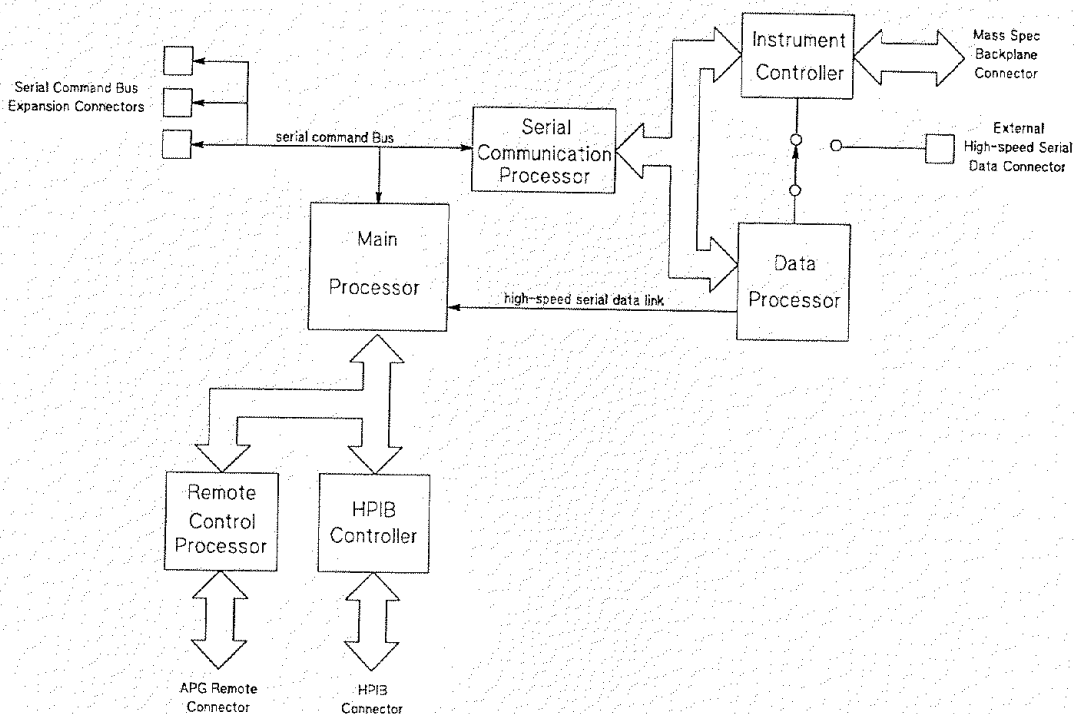 Serial Command Bus
Expansion Connectors
serial command Bus
Serial
Communication
Processor
Instrument
Controller
Mass Spec
Backplane
Connector
External
High-speed Serial
Data Connector
Main
Processor
Data
Processor
high-speed serial data link
Remote
Control
Processor
HPIB
Controller
APG Remote
Connector
HPIB
Connector